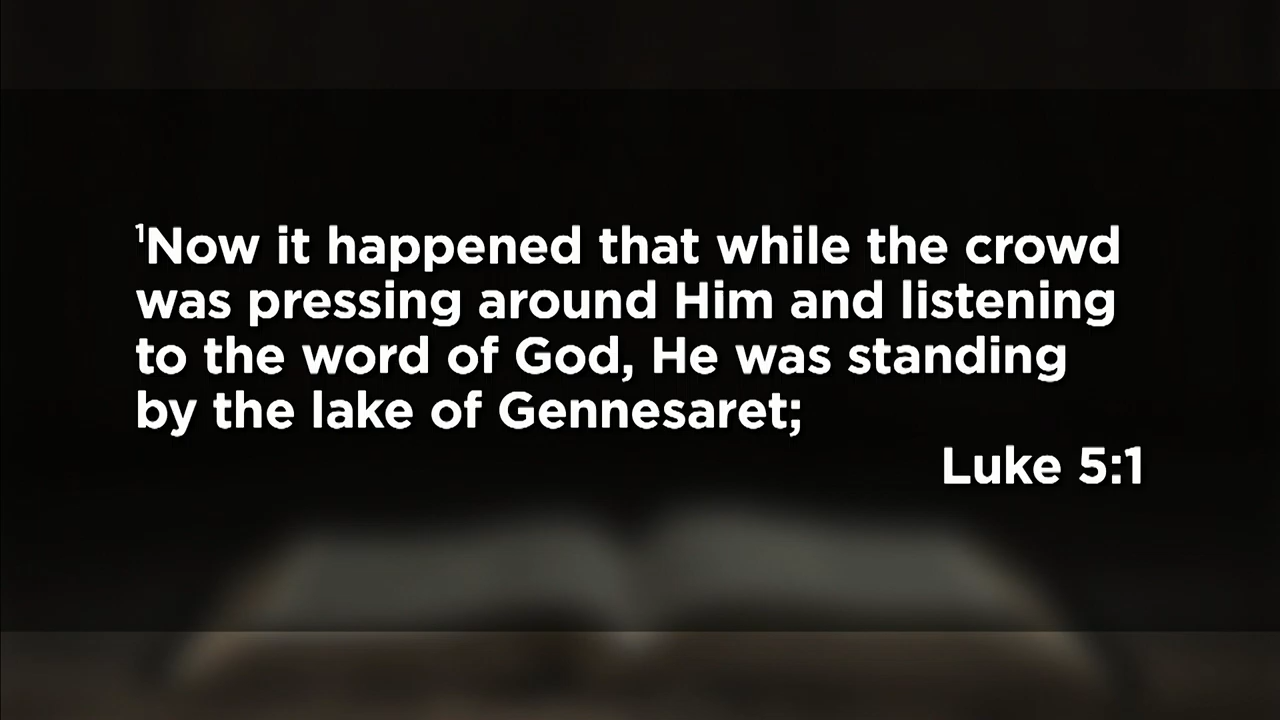 ¹Now it happened that while the crowd
was pressing around Him and listening
to the word of God, He was standing
by the lake of Gennesaret;
Luke 5:1